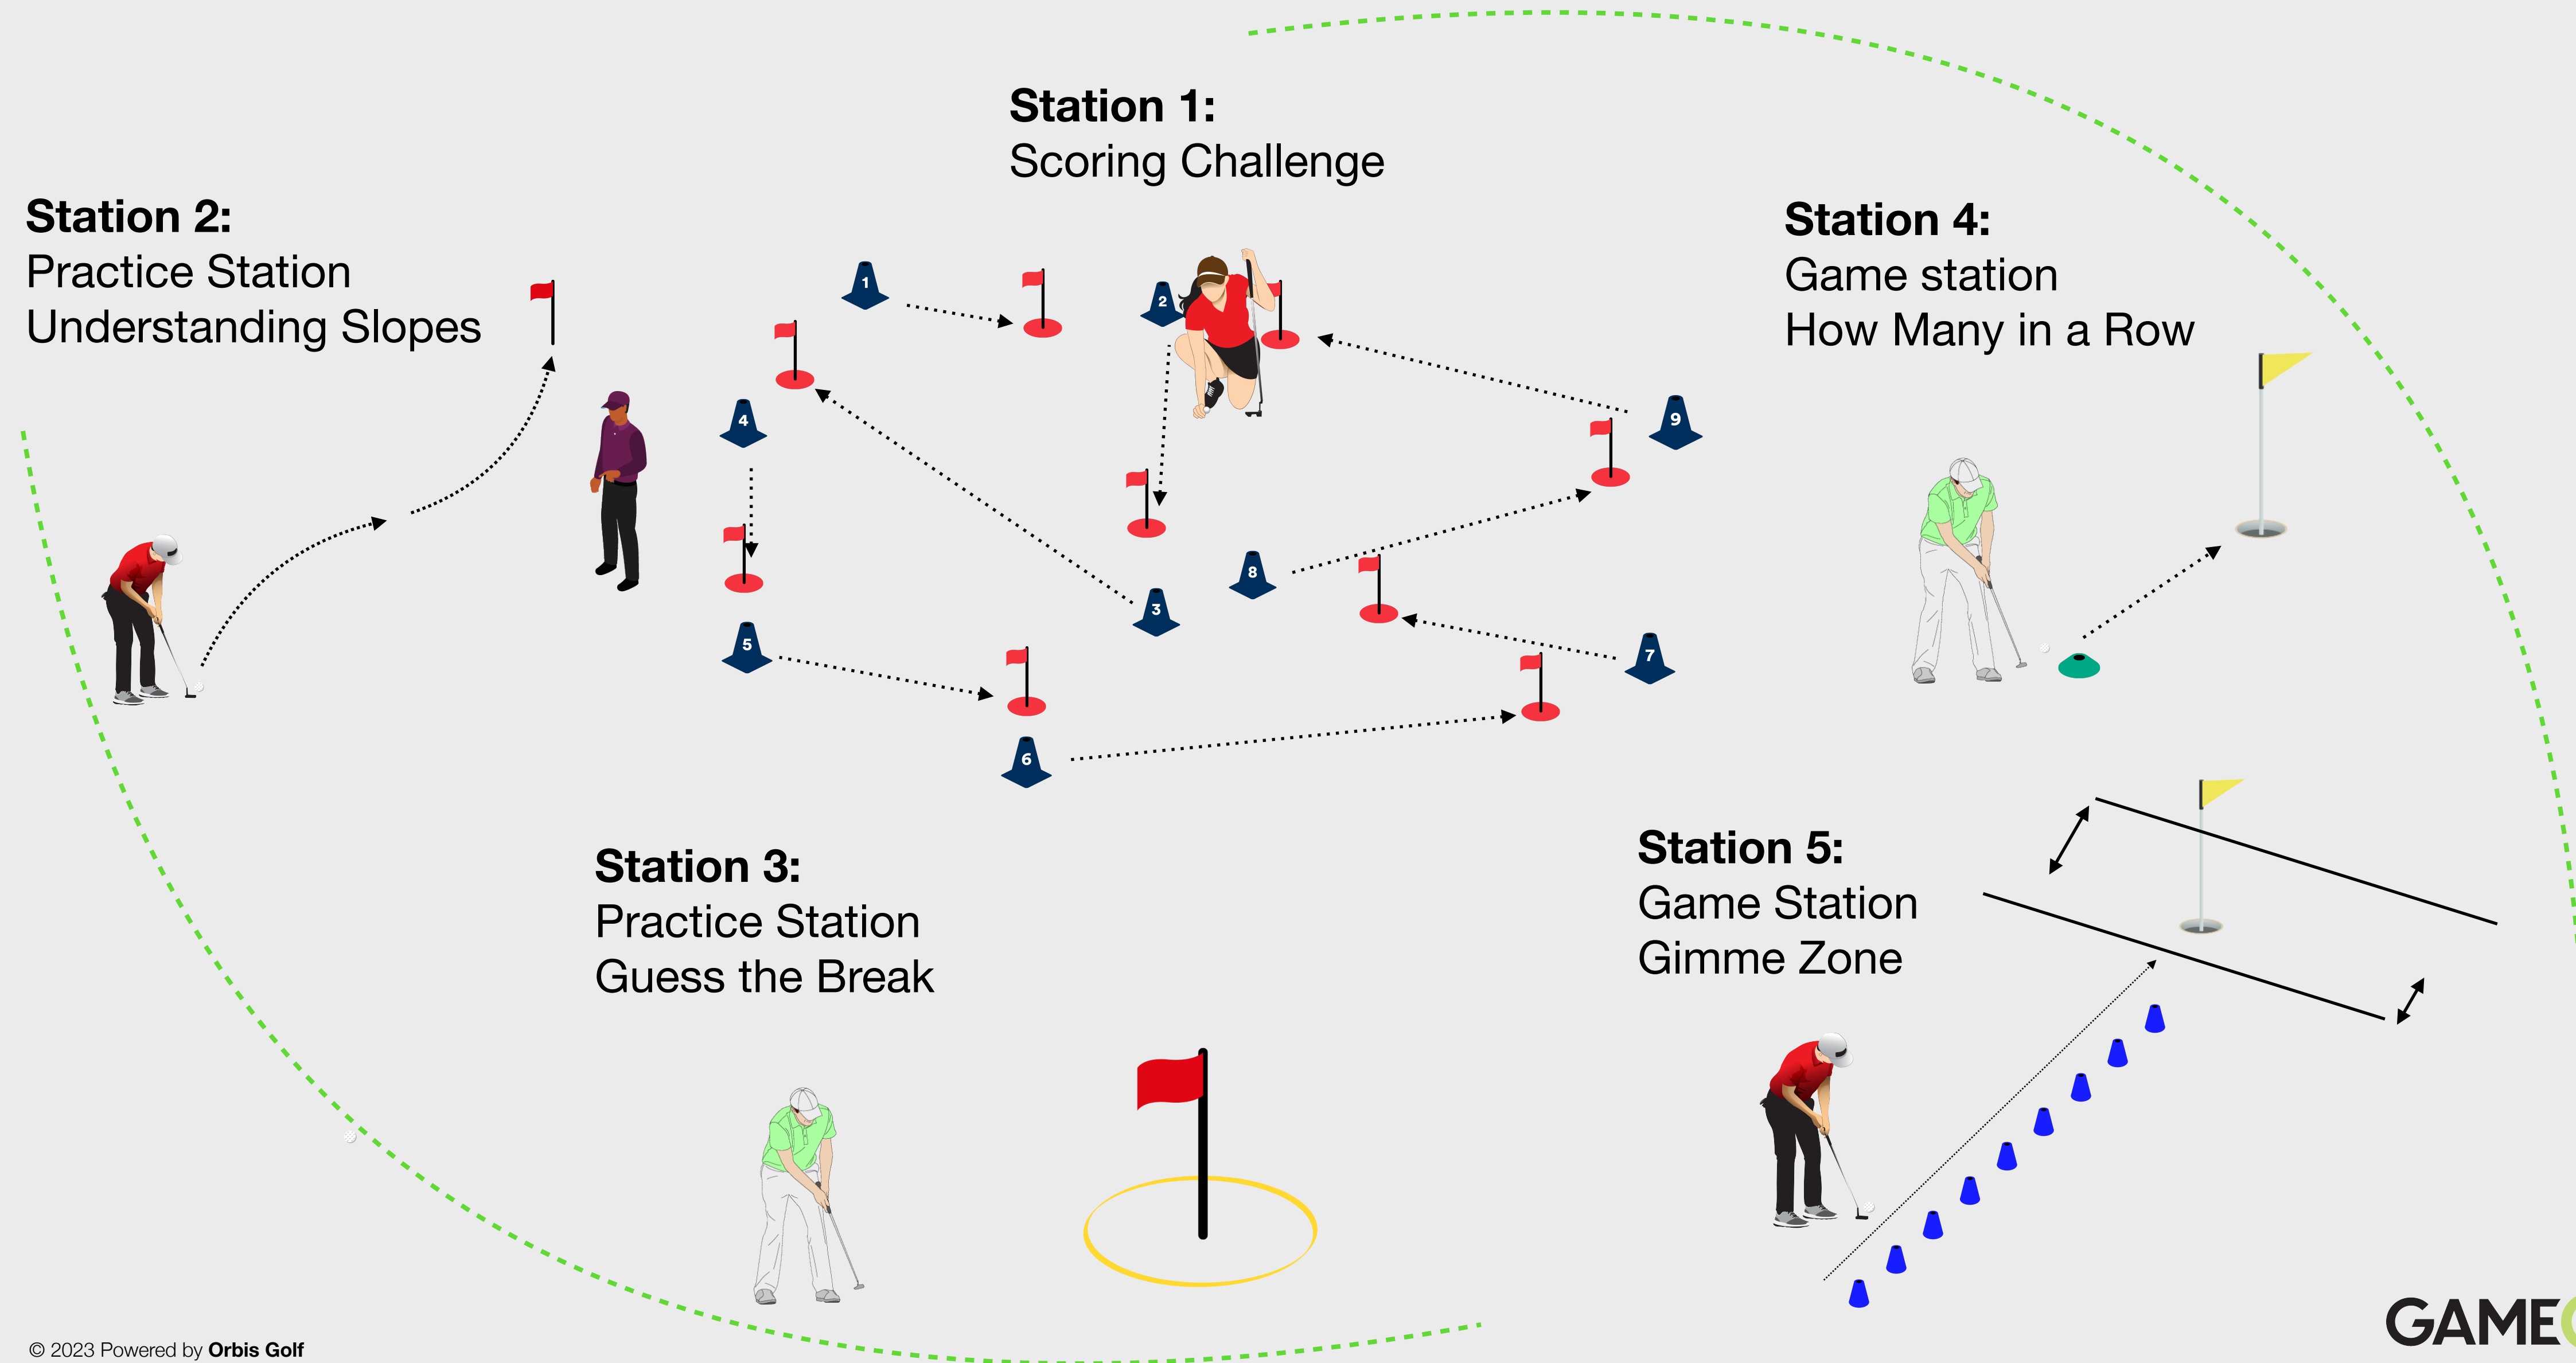 Station 1:
Scoring Challenge
Station 2:
Practice Station
Understanding Slopes
Station 4:
Game station
How Many in a Row
1
2
4
9
8
3
5
7
6
Station 3:
Practice Station
Guess the Break
Station 5:
Game Station
Gimme Zone
© 2023 Powered by Orbis Golf
GAME